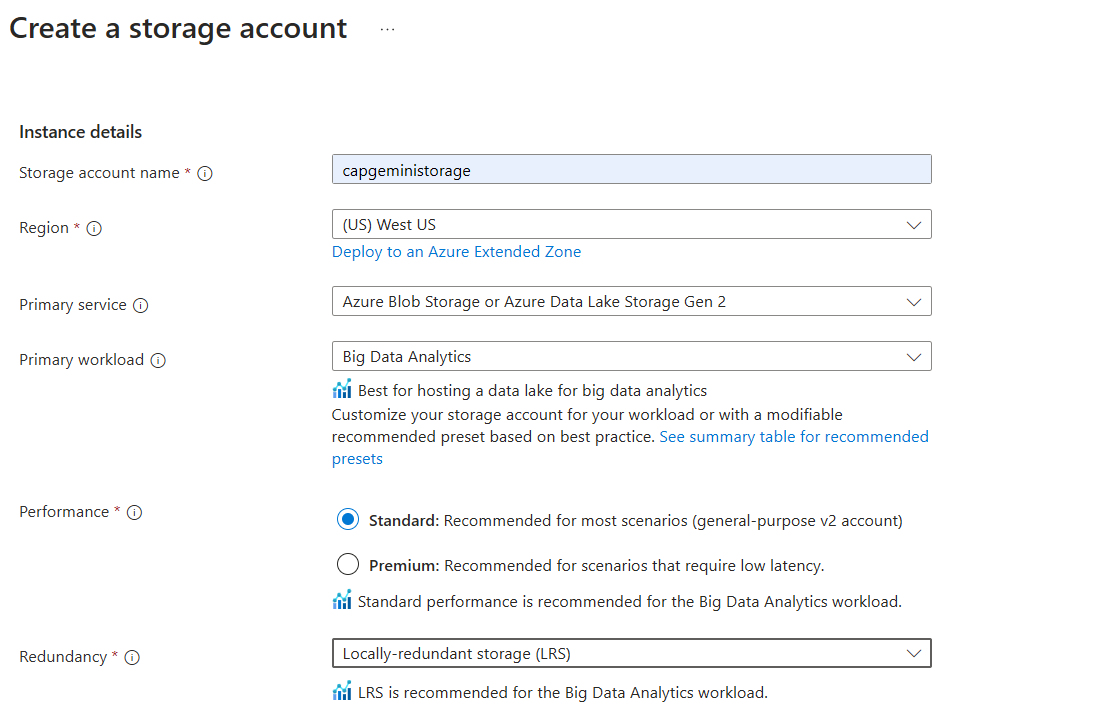 Create a storage account ...
Instance details
Storage account name *
capgeministorage
Region *
(US) West US
Deploy to an Azure Extended Zone
Primary service
Azure Blob Storage or Azure Data Lake Storage Gen 2
Primary workload
Big Data Analytics
Best for hosting a data lake for big data analytics
Customize your storage account for your workload or with a modifiable
recommended preset based on best practice. See summary table for recommended
presets
Performance *
Standard: Recommended for most scenarios (general-purpose v2 account)
Premium: Recommended for scenarios that require low latency.
Standard performance is recommended for the Big Data Analytics workload.
Redundancy *
Locally-redundant storage (LRS)
LRS is recommended for the Big Data Analytics workload.